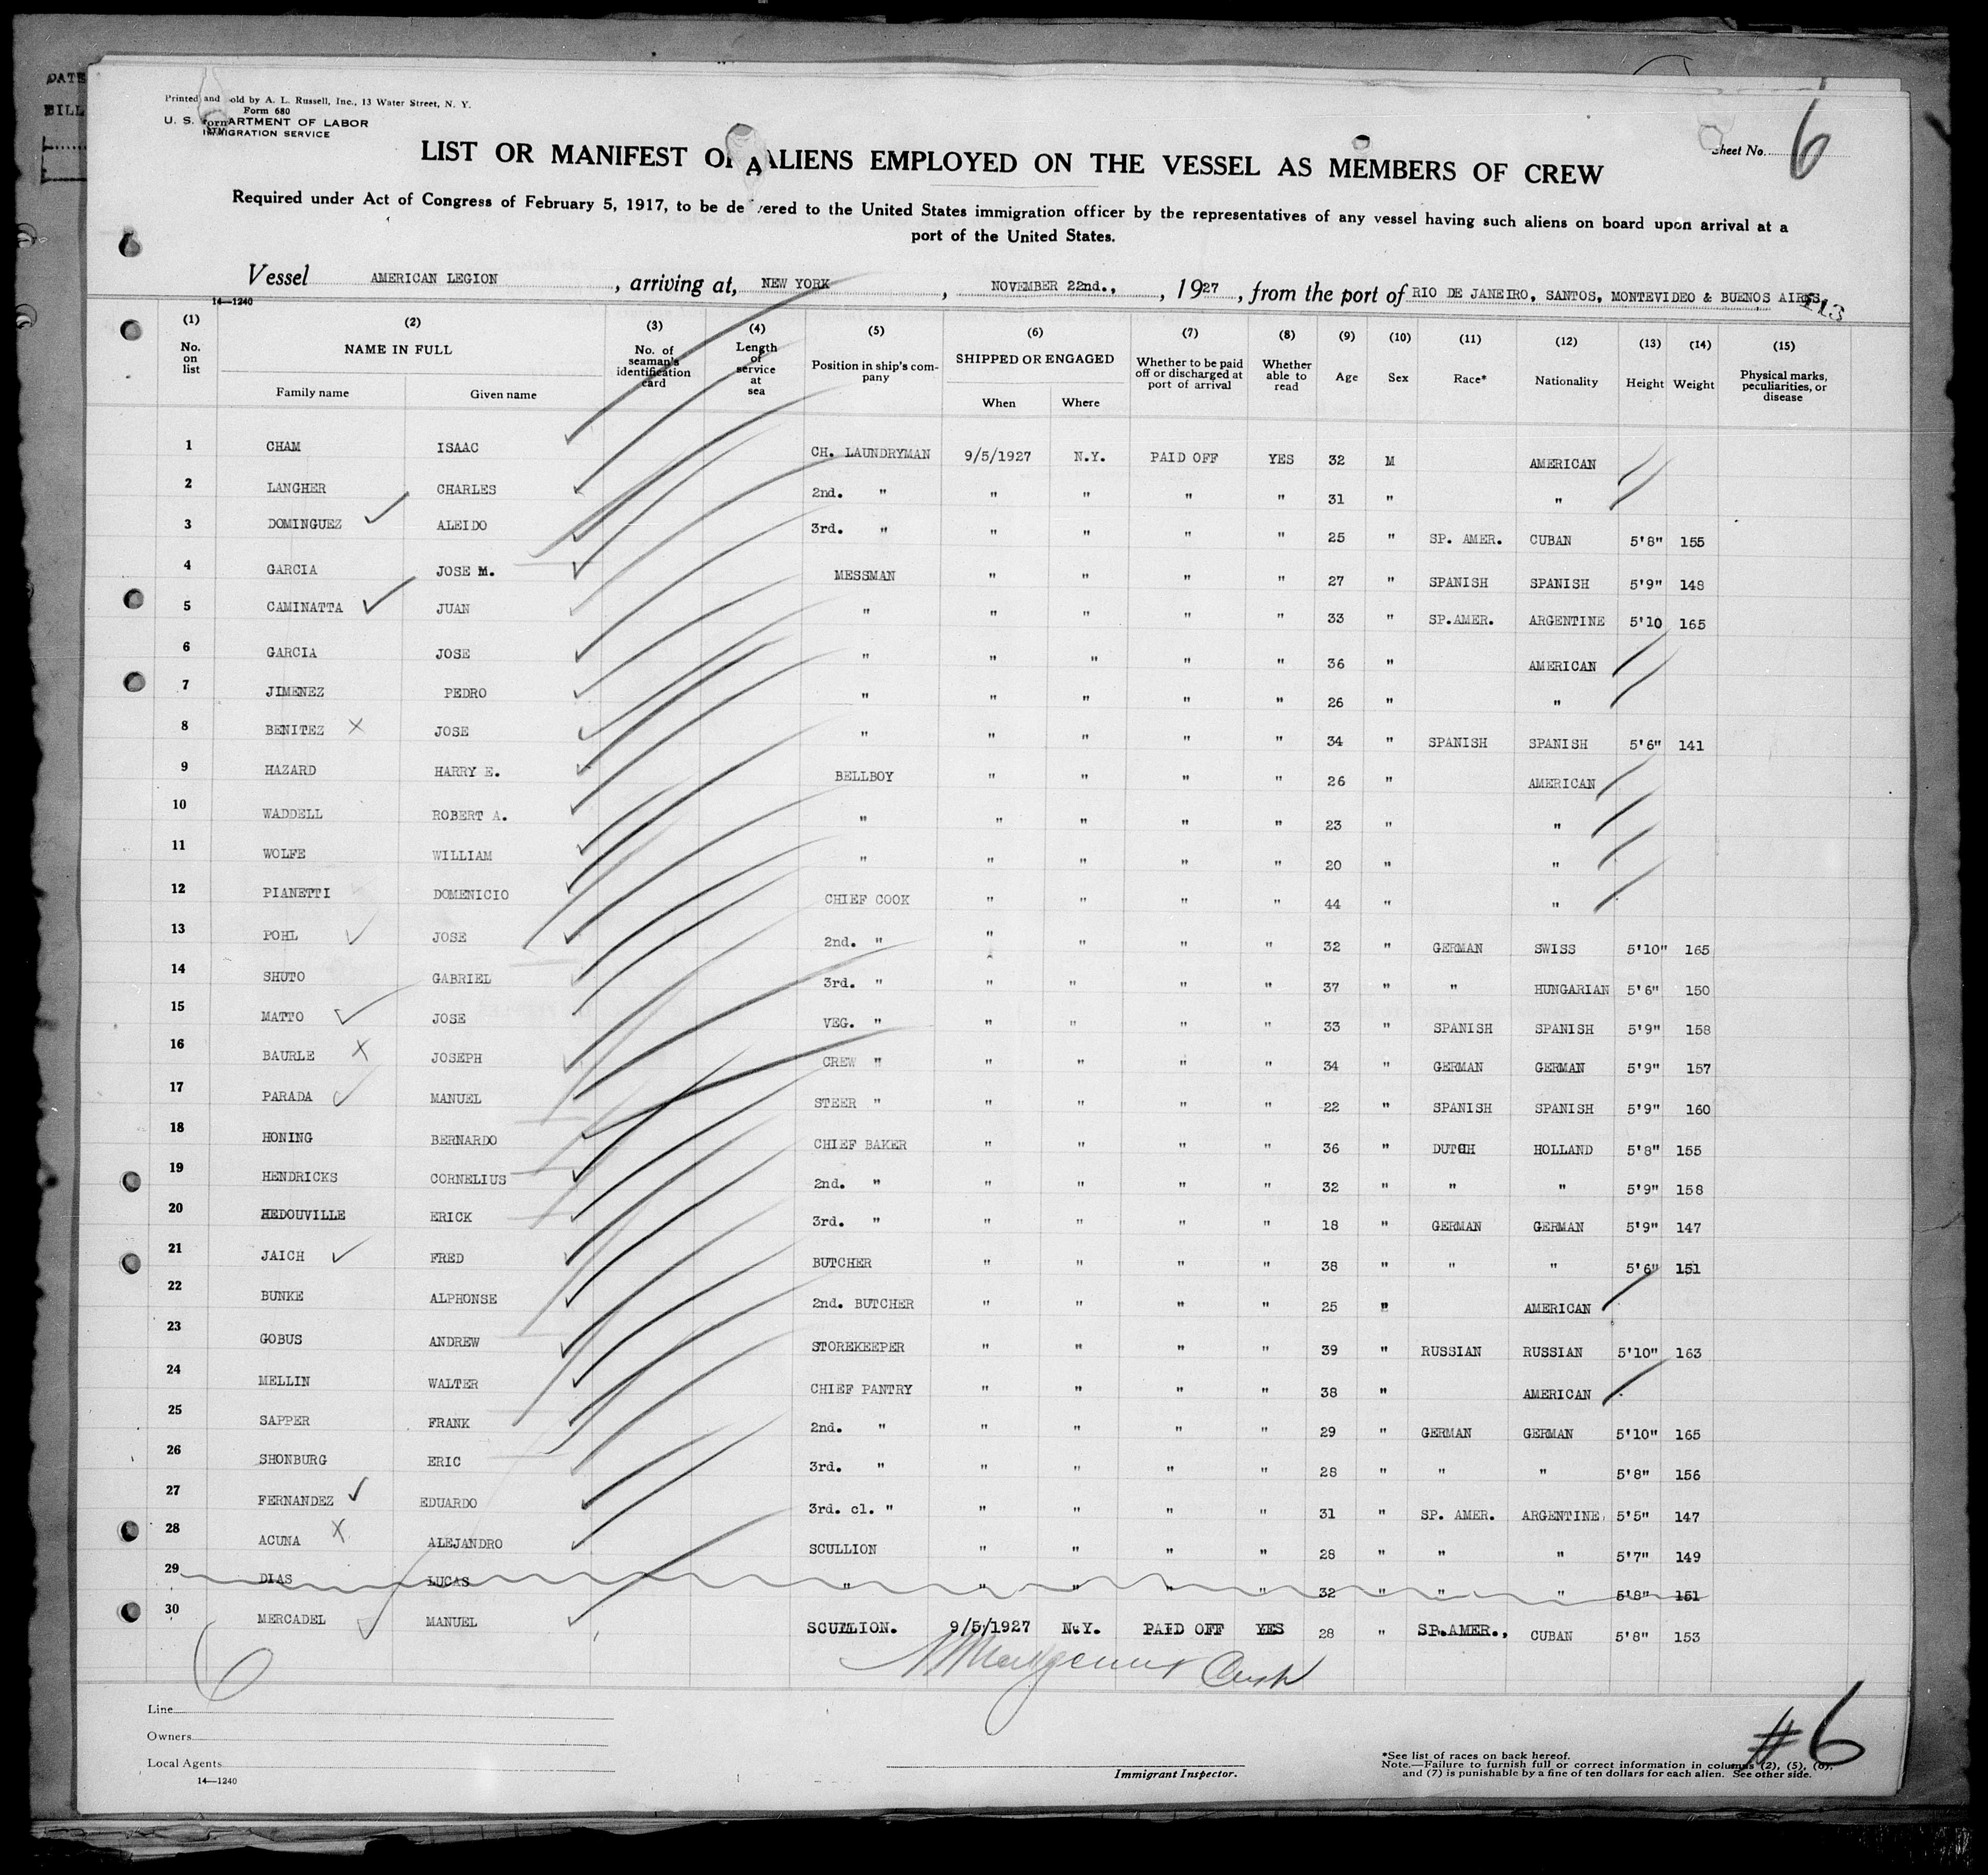 DATE
BILL
Printed and sold by A. L. Russell, Inc., 13 Water Street, N. Y.
Form 680
U. S. DEPARTMENT OF LABOR
IMMIGRATION SERVICE
Sheet No. 6
LIST OR MANIFEST OF ALIENS EMPLOYED ON THE VESSEL AS MEMBERS OF CREW
Required under Act of Congress of February 5, 1917, to be delivered to the United States immigration officer by the representatives of any vessel having such aliens on board upon arrival at a
port of the United States.
Vessel AMERICAN LEGION, arriving at, NEW YORK, NOVEMBER 22nd., 1927, from the port of RIO DE JANEIRO, SANTOS, MONTEVIDEO & BUENOS AIRES
14—1240
(1) (2) (3) (4) (5) (6) (7) (8) (9) (10) (11) (12) (13) (14) (15)
No. on list NAME IN FULL Family name Given name No. of seaman's identification card Length of service at sea Position in ship's company SHIPPED OR ENGAGED When Where Whether to be paid off or discharged at port of arrival Whether able to read Age Sex Race* Nationality Height Weight Physical marks, peculiarities, or disease
1 CHAM ISAAC CH. LAUNDRYMAN 9/5/1927 N.Y. PAID OFF YES 32 M AMERICAN
2 LANGHER CHARLES 2nd. " " " " " 31 " "
3 DOMINGUEZ ALEIDO 3rd. " " " " " 25 " SP. AMER. CUBAN 5'8" 155
4 GARCIA JOSE M. MESSMAN " " " " 27 " SPANISH SPANISH 5'9" 148
5 CAMINATTA JUAN " " " " " 33 " SP.AMER. ARGENTINE 5'10 165
6 GARCIA JOSE " " " " " 36 " AMERICAN
7 JIMENEZ PEDRO " " " " " 26 " "
8 BENITEZ JOSE " " " " " 34 " SPANISH SPANISH 5'6" 141
9 HAZARD HARRY E. BELLBOY " " " " 26 " AMERICAN
10 WADDELL ROBERT A. " " " " " 23 " "
11 WOLFE WILLIAM " " " " " 20 " "
12 PIANETTI DOMENICIO CHIEF COOK " " " " 44 " "
13 POHL JOSE 2nd. " " " " " 32 " GERMAN SWISS 5'10" 165
14 SHUTO GABRIEL 3rd. " " " " " 37 " " HUNGARIAN 5'6" 150
15 MATTO JOSE VEG. " " " " " 33 " SPANISH SPANISH 5'9" 158
16 BAURLE JOSEPH CREW " " " " " 34 " GERMAN GERMAN 5'9" 157
17 PARADA MANUEL STEER " " " " " 22 " SPANISH SPANISH 5'9" 160
18 HONING BERNARDO CHIEF BAKER " " " " 36 " DUTCH HOLLAND 5'8" 155
19 HENDRICKS CORNELIUS 2nd. " " " " " 32 " " " 5'9" 158
20 HEDOUVILLE ERICK 3rd. " " " " " 18 " GERMAN GERMAN 5'9" 147
21 JAICH FRED BUTCHER " " " " 38 " " " 5'6" 151
22 BUNKE ALPHONSE 2nd. BUTCHER " " " " 25 " AMERICAN
23 GOBUS ANDREW STOREKEEPER " " " " 39 " RUSSIAN RUSSIAN 5'10" 163
24 MELLIN WALTER CHIEF PANTRY " " " " 38 " AMERICAN
25 SAPPER FRANK 2nd. " " " " " 29 " GERMAN GERMAN 5'10" 165
26 SHONBURG ERIC 3rd. " " " " " 28 " " " 5'8" 156
27 FERNANDEZ EDUARDO 3rd. cl. " " " " " 31 " SP. AMER. ARGENTINE 5'5" 147
28 ACUNA ALEJANDRO SCULLION " " " " 28 " " " 5'7" 149
29 DIAS LUCAS " " " " " 32 " " " 5'8" 151
30 MERCADEL MANUEL SCULLION. 9/5/1927 N.Y. PAID OFF YES 28 " SP.AMER., CUBAN 5'8" 153
6
Line
Owners
Local Agents
14—1240
Immigrant Inspector.
#6
*See list of races on back hereof.
Note.—Failure to furnish full or correct information in columns (2), (5), (6),
and (7) is punishable by a fine of ten dollars for each alien. See other side.